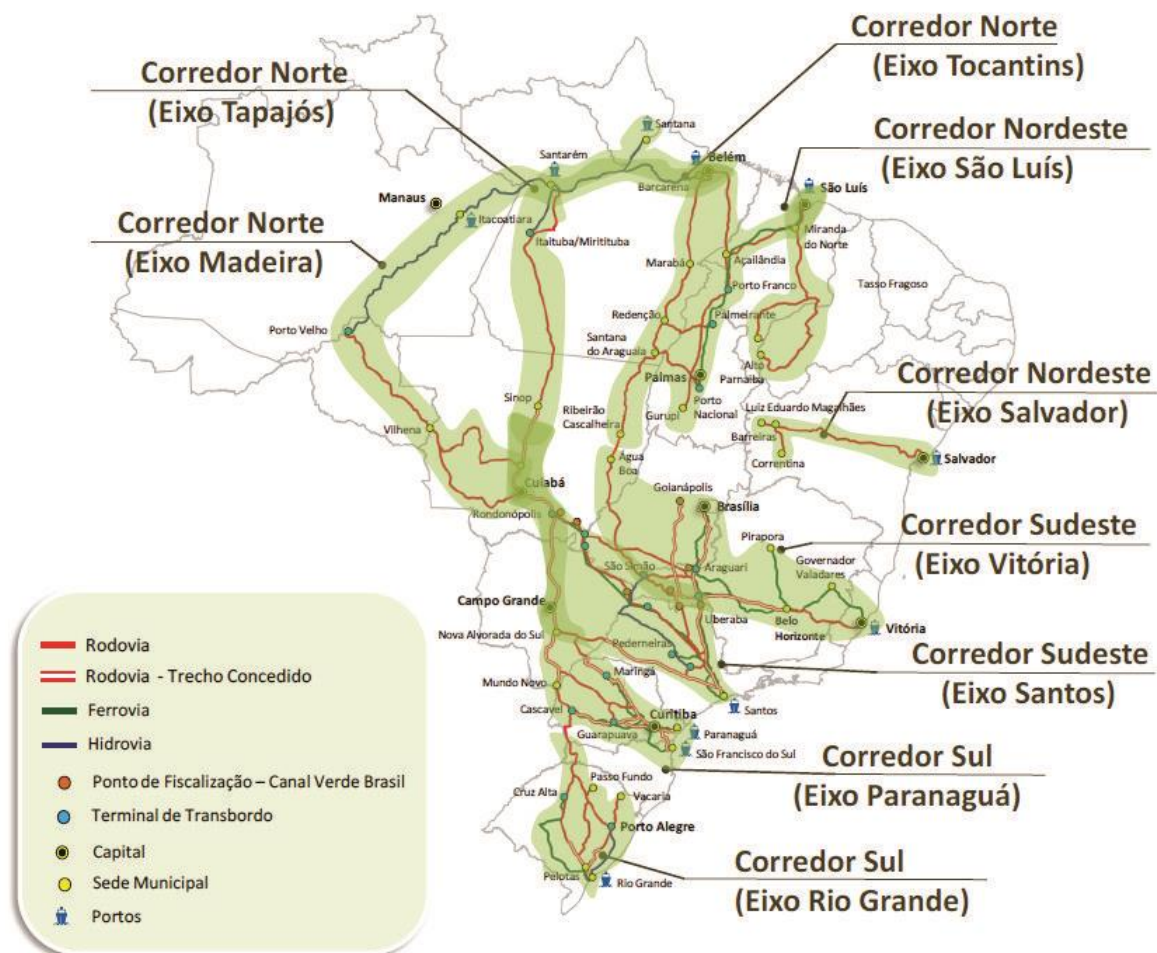 Corredor Norte
(Eixo Tocantins)
Corredor Norte
(Eixo Tapajós)
Corredor Nordeste
(Eixo São Luís)
Corredor Norte
(Eixo Madeira)
Santana
Santarém
Belém
Barcarena
São Luís
Manaus
Itacoatiara
Miranda
do Norte
Itaituba/Miritituba
Marabá
Açailândia
Porto Franco
Tasso Fragoso
Redenção
Palmeirante
Porto Velho
Santana
do Araguaia
Alto
Parnaíba
Palmas
Porto
Nacional
Gurupi
Corredor Nordeste
(Eixo Salvador)
Sinop
Ribeirão
Cascalheira
Luiz Eduardo Magalhães
Vilhena
Barreiras
Correntina
Salvador
Água
Boa
Cuiabá
Goianápolis
Brasília
Rondonópolis
Corredor Sudeste
(Eixo Vitória)
Pirapora
Governador
Valadares
São Simão
Araguari
Campo Grande
Uberaba
Belo
Horizonte
Vitória
Nova Alvorada do Sul
Pederneiras
Corredor Sudeste
(Eixo Santos)
Maringá
Mundo Novo
Santos
Cascavel
Curitiba
Guarapuava
Paranaguá
São Francisco do Sul
Corredor Sul
(Eixo Paranaguá)
Passo Fundo
Cruz Alta
Vacaria
Porto Alegre
Pelotas
Rio Grande
Corredor Sul
(Eixo Rio Grande)
Rodovia
Rodovia - Trecho Concedido
Ferrovia
Hidrovia
Ponto de Fiscalização – Canal Verde Brasil
Terminal de Transbordo
Capital
Sede Municipal
Portos